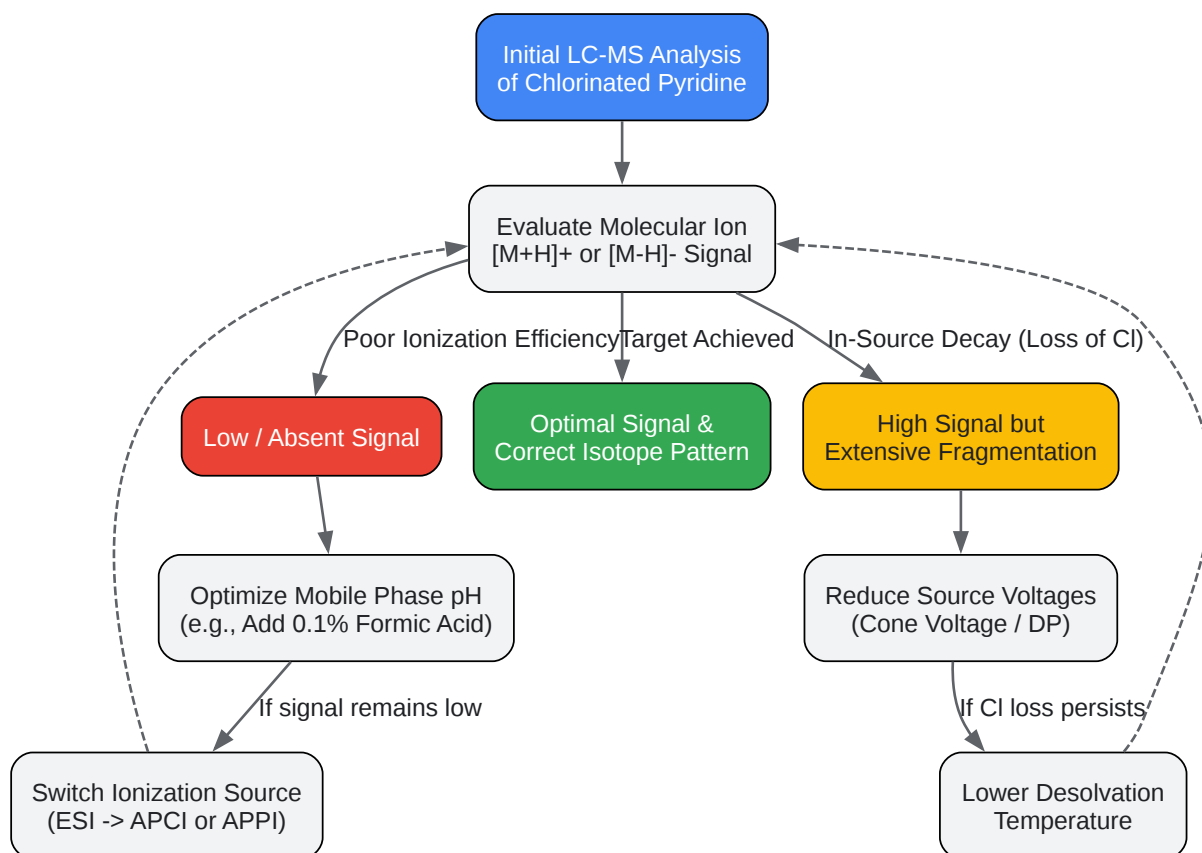 Initial LC-MS Analysis
of Chlorinated Pyridine
Evaluate Molecular Ion
[M+H]+ or [M-H]- Signal
Poor Ionization Efficiency
Target Achieved
In-Source Decay (Loss of Cl)
Low / Absent Signal
Optimal Signal &
Correct Isotope Pattern
High Signal but
Extensive Fragmentation
Optimize Mobile Phase pH
(e.g., Add 0.1% Formic Acid)
Reduce Source Voltages
(Cone Voltage / DP)
If signal remains low
If Cl loss persists
Switch Ionization Source
(ESI -> APCI or APPI)
Lower Desolvation
Temperature